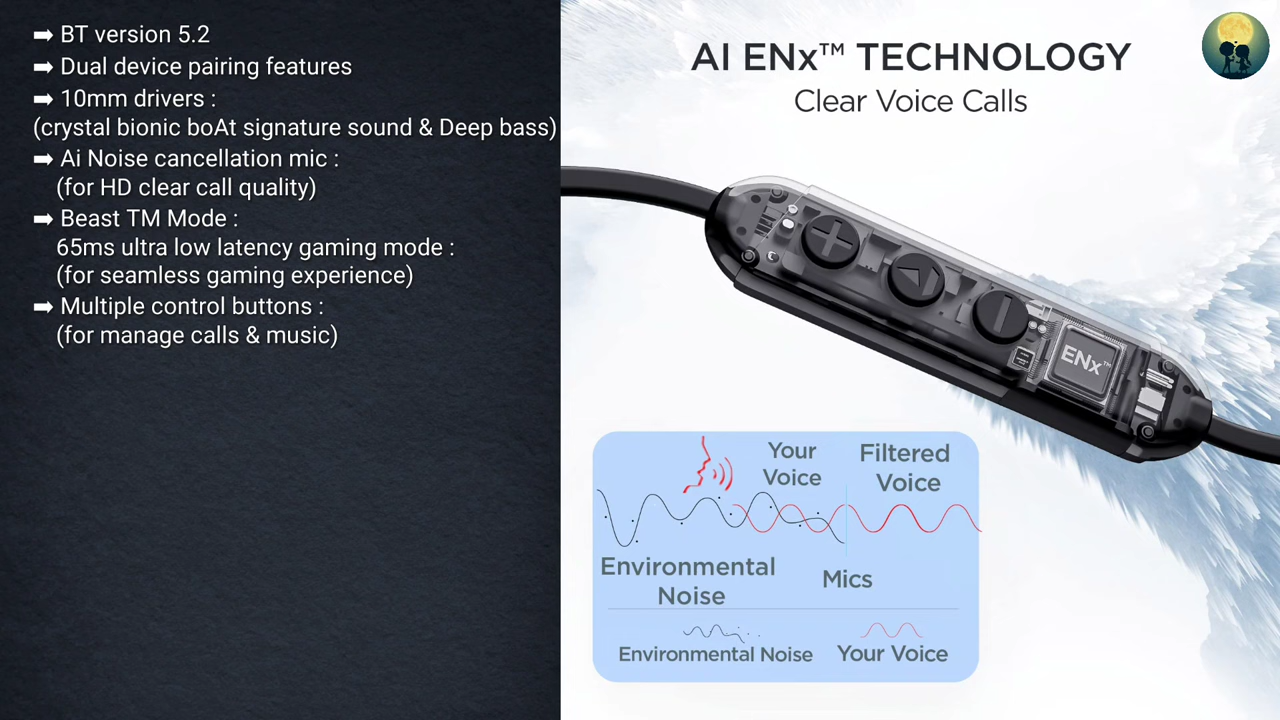 ➡ BT version 5.2
➡ Dual device pairing features
➡ 10mm drivers :
(crystal bionic boAt signature sound & Deep bass)
➡ Ai Noise cancellation mic :
(for HD clear call quality)
➡ Beast TM Mode :
65ms ultra low latency gaming mode :
(for seamless gaming experience)
➡ Multiple control buttons :
(for manage calls & music)
AI ENx™ TECHNOLOGY
Clear Voice Calls
ENx™
Your
Voice
Filtered
Voice
Environmental
Noise
Mics
Environmental Noise
Your Voice